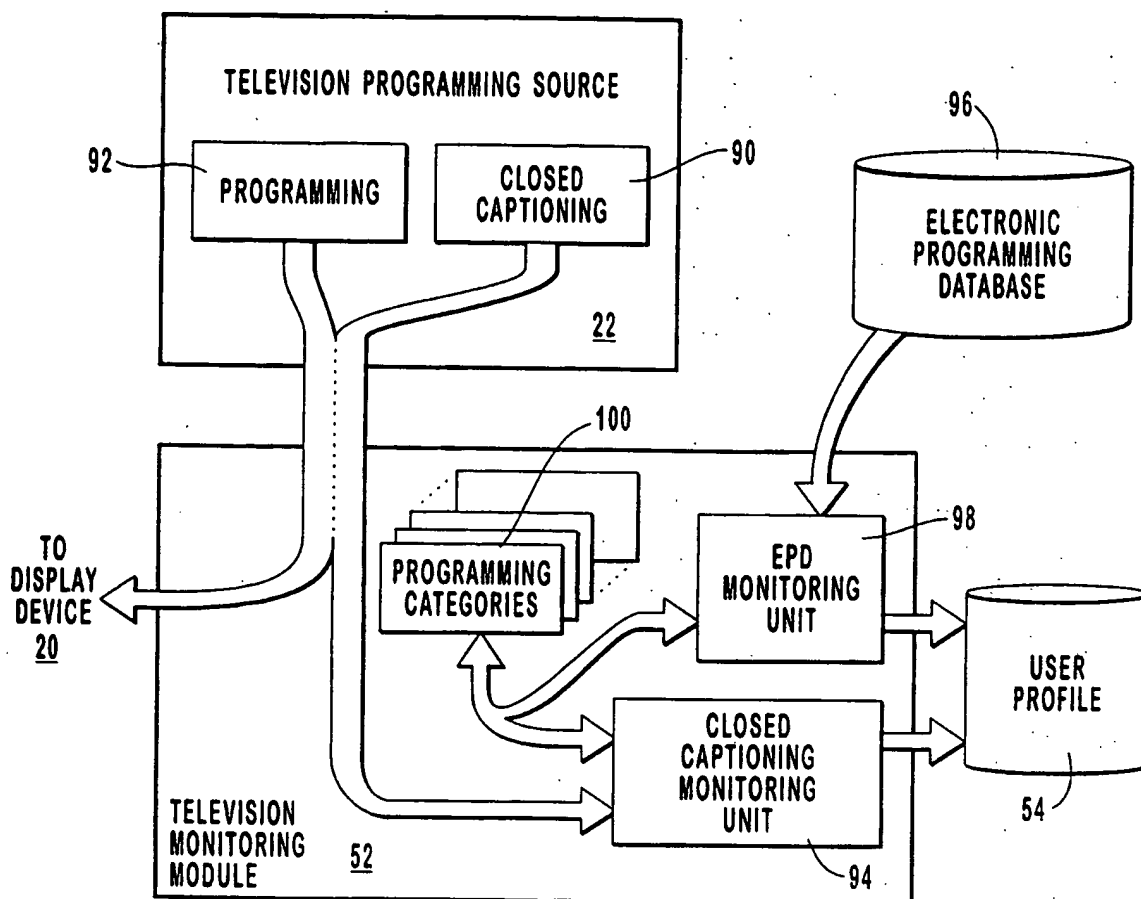 TELEVISION PROGRAMMING SOURCE
92
PROGRAMMING
CLOSED
CAPTIONING
90
96
ELECTRONIC
PROGRAMMING
DATABASE
22
100
PROGRAMMING
CATEGORIES
98
EPD
MONITORING
UNIT
TO
DISPLAY
DEVICE
20
USER
PROFILE
54
CLOSED
CAPTIONING
MONITORING
UNIT
94
TELEVISION
MONITORING
MODULE
52